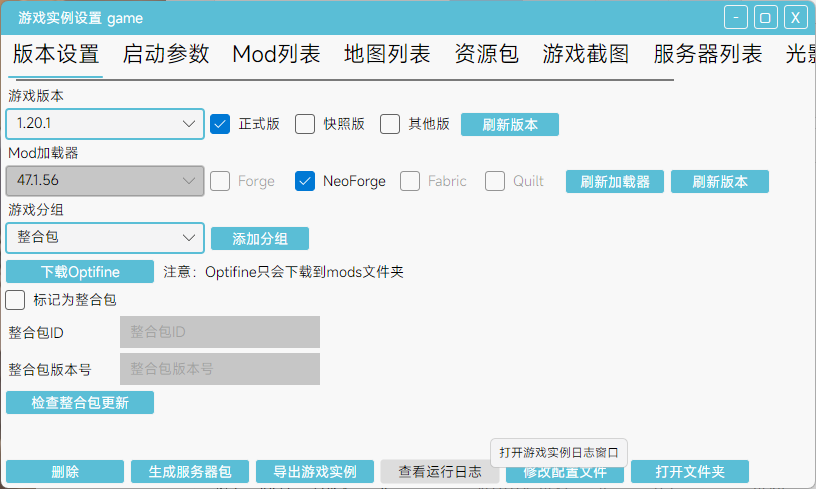 游戏实例设置 game
- X
版本设置 启动参数 Mod列表 地图列表 资源包 游戏截图 服务器列表 光影
游戏版本
1.20.1 正式版 快照版 其他版 刷新版本
Mod加载器
47.1.56 Forge NeoForge Fabric Quilt 刷新加载器 刷新版本
游戏分组
整合包 添加分组
下载Optifine 注意：Optifine只会下载到mods文件夹
标记为整合包
整合包ID 整合包ID
整合包版本号 整合包版本号
检查整合包更新
打开游戏实例日志窗口
删除 生成服务器包 导出游戏实例 查看运行日志 修改配置文件 打开文件夹